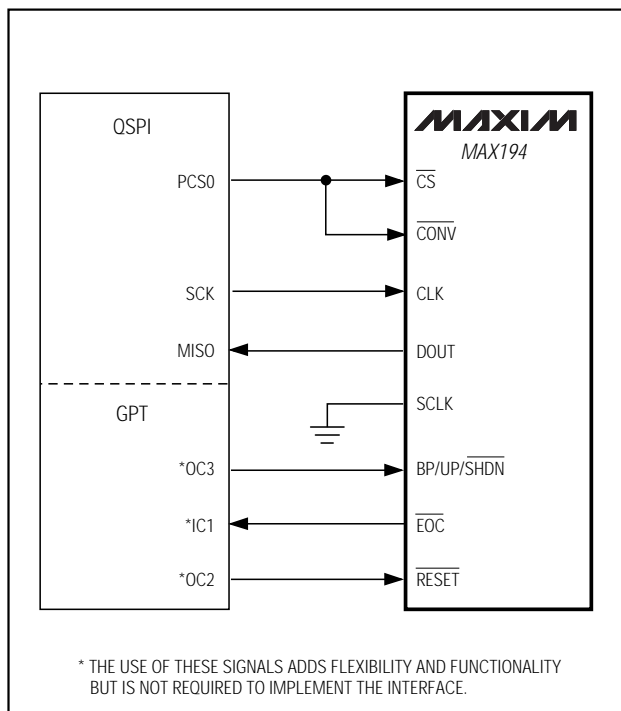 QSPI
MAXIM
MAX194
PCS0
CS
CONV
SCK
CLK
MISO
DOUT
SCLK
GPT
*OC3
BP/UP/SHDN
*IC1
EOC
*OC2
RESET
* THE USE OF THESE SIGNALS ADDS FLEXIBILITY AND FUNCTIONALITY
BUT IS NOT REQUIRED TO IMPLEMENT THE INTERFACE.